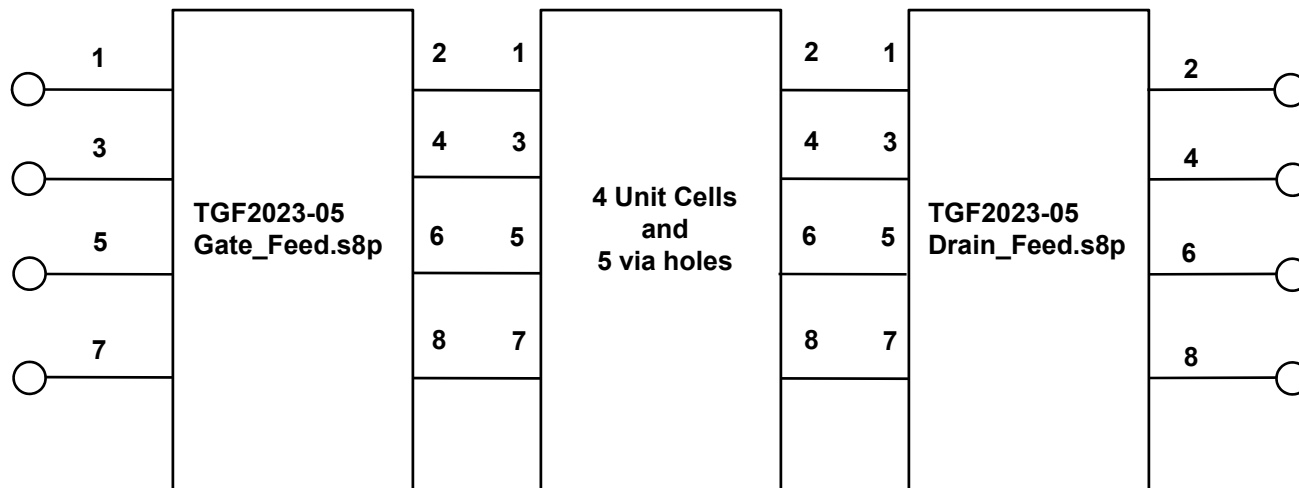 1 2 1 2 1 2
3 4 3 4 3 4
TGF2023-05
Gate_Feed.s8p
4 Unit Cells
and
5 via holes
TGF2023-05
Drain_Feed.s8p
5 6 5 6 5 6
7 8 7 8 7 8